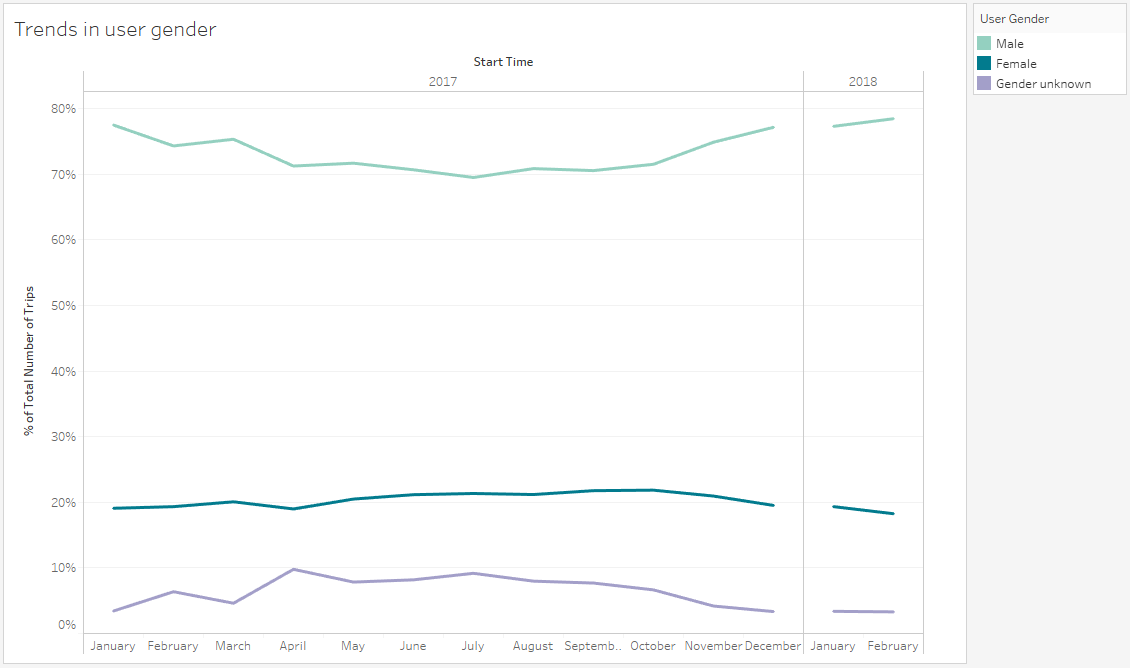 Trends in user gender
Start Time
2017
2018
80%
70%
60%
50%
40%
30%
20%
10%
0%
% of Total Number of Trips
January February March April May June July August Septemb.. October November December January February
User Gender
Male
Female
Gender unknown